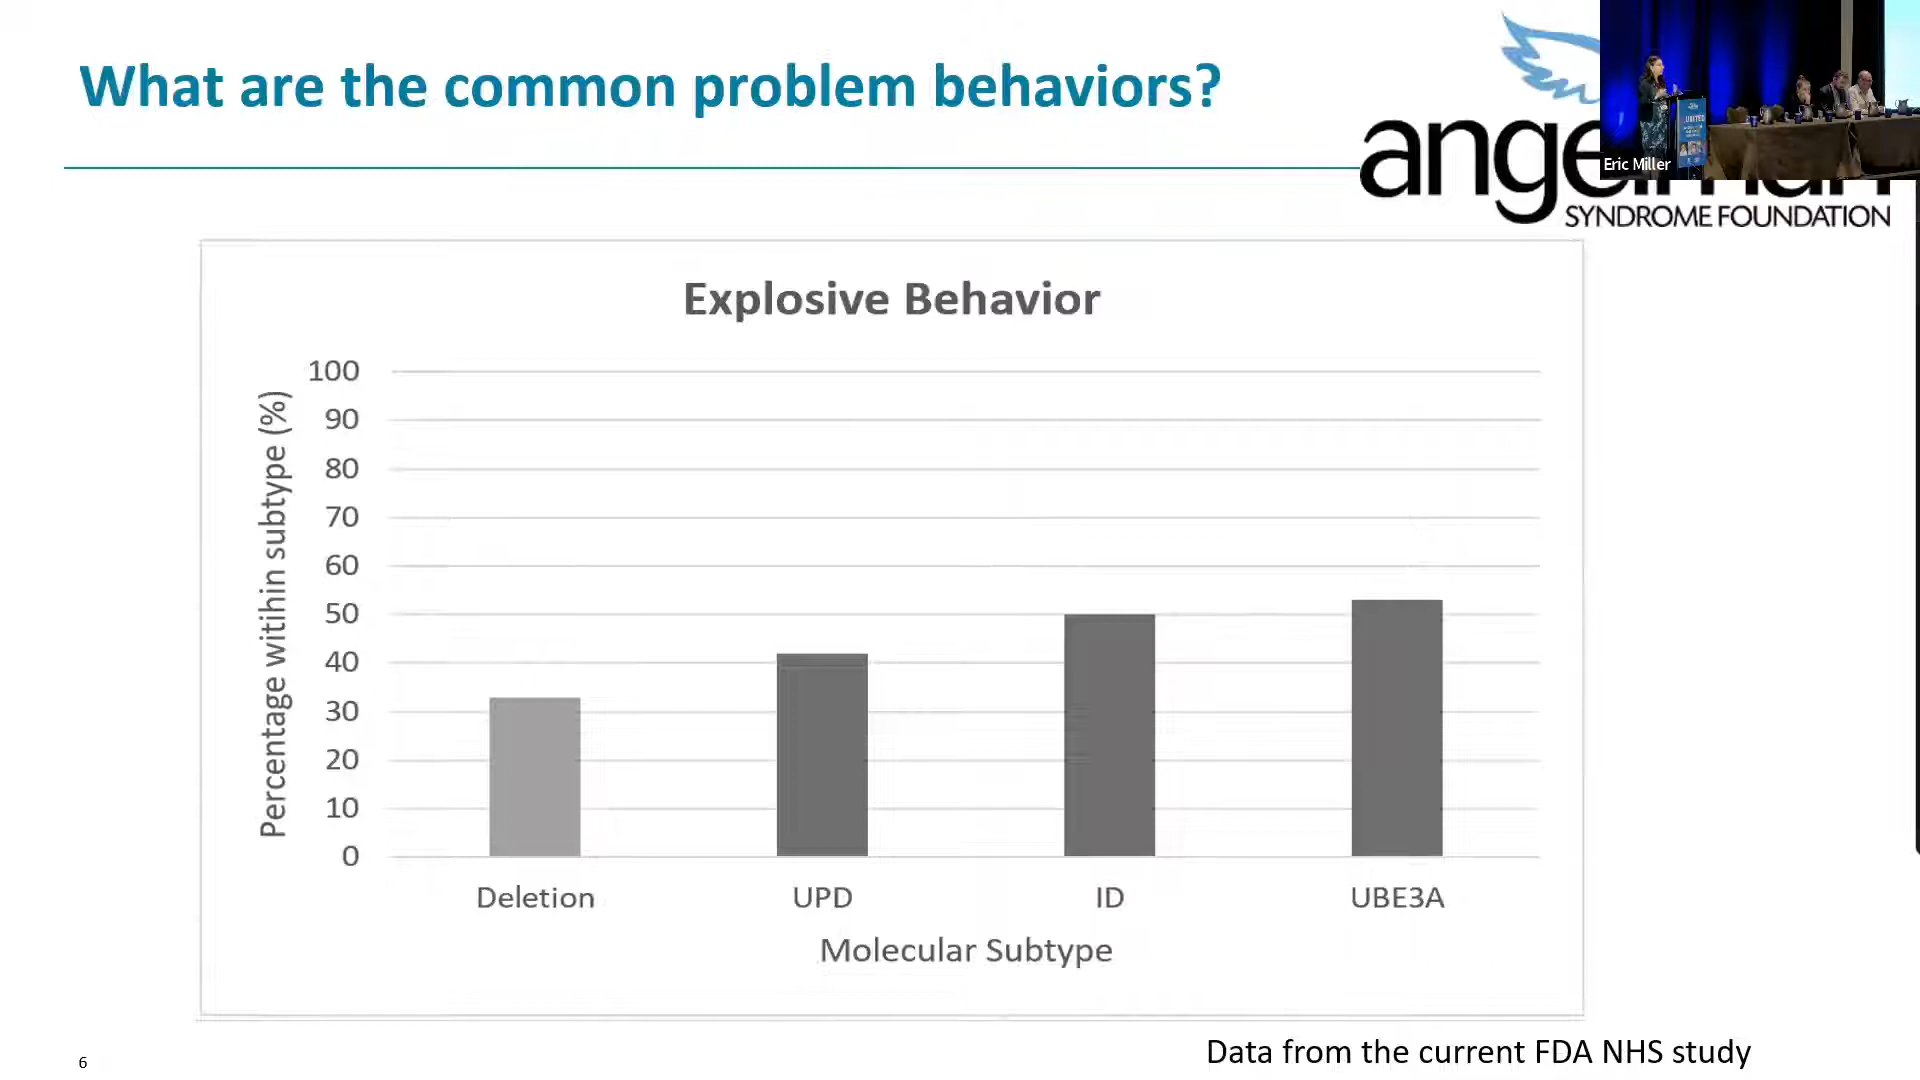 What are the common problem behaviors?
Eric Miller
SYNDROME FOUNDATION
Explosive Behavior
Percentage witihin subtype (%)
100
90
80
70
60
50
40
30
20
10
0
Deletion UPD ID UBE3A
Molecular Subtype
Data from the current FDA NHS study
6